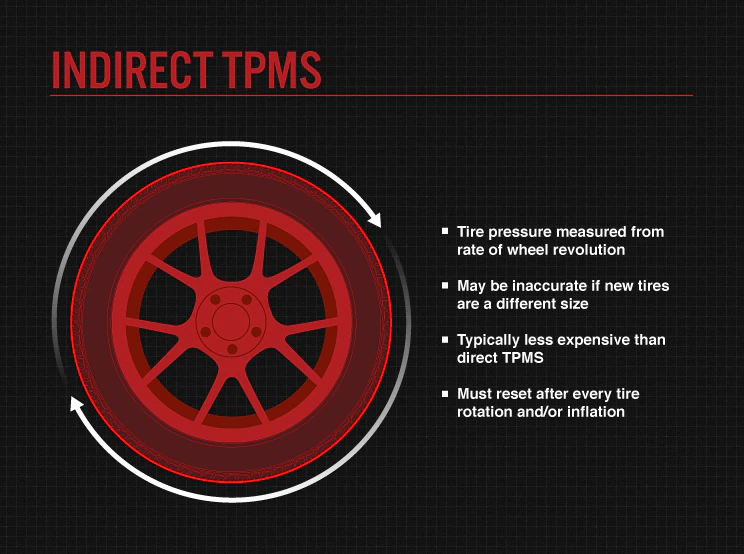 INDIRECT TPMS
Tire pressure measured from
rate of wheel revolution
May be inaccurate if new tires
are a different size
Typically less expensive than
direct TPMS
Must reset after every tire
rotation and/or inflation